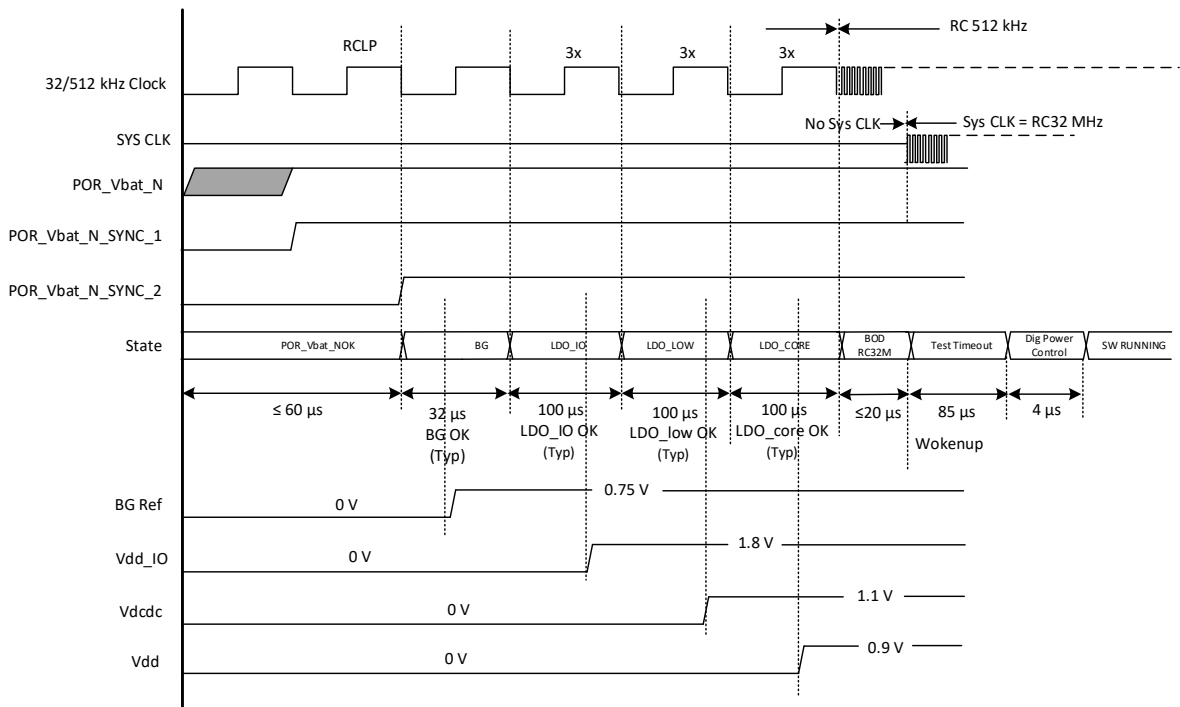 RC 512 kHz
RCLP
3x
3x
3x
32/512 kHz Clock
No Sys CLK
Sys CLK = RC32 MHz
SYS CLK
POR_Vbat_N
POR_Vbat_N_SYNC_1
POR_Vbat_N_SYNC_2
State
POR_Vbat_NOK
BG
LDO_IO
LDO_LOW
LDO_CORE
BOD
RC32M
Test Timeout
Dig Power
Control
SW RUNNING
≤ 60 µs
32 µs
BG OK
(Typ)
100 µs
LDO_IO OK
(Typ)
100 µs
LDO_low OK
(Typ)
100 µs
LDO_core OK
(Typ)
≤20 µs
85 µs
4 µs
Wokenup
BG Ref
0 V
0.75 V
Vdd_IO
0 V
1.8 V
Vdcdc
0 V
1.1 V
Vdd
0 V
0.9 V